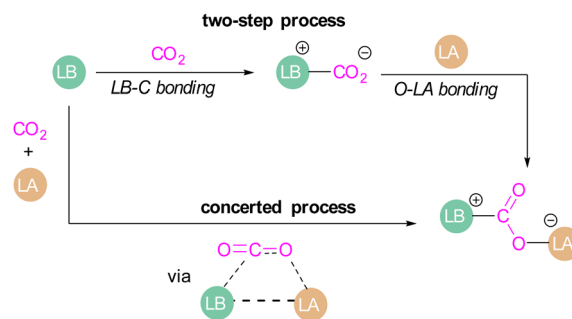 two-step process
LB
CO₂
LB-C bonding
⊕ ⊖
LB—CO₂
LA
O-LA bonding
CO₂
+
LA
concerted process
O=C=O
via
LB
LA
⊕ O ⊖
LB—C
O—LA